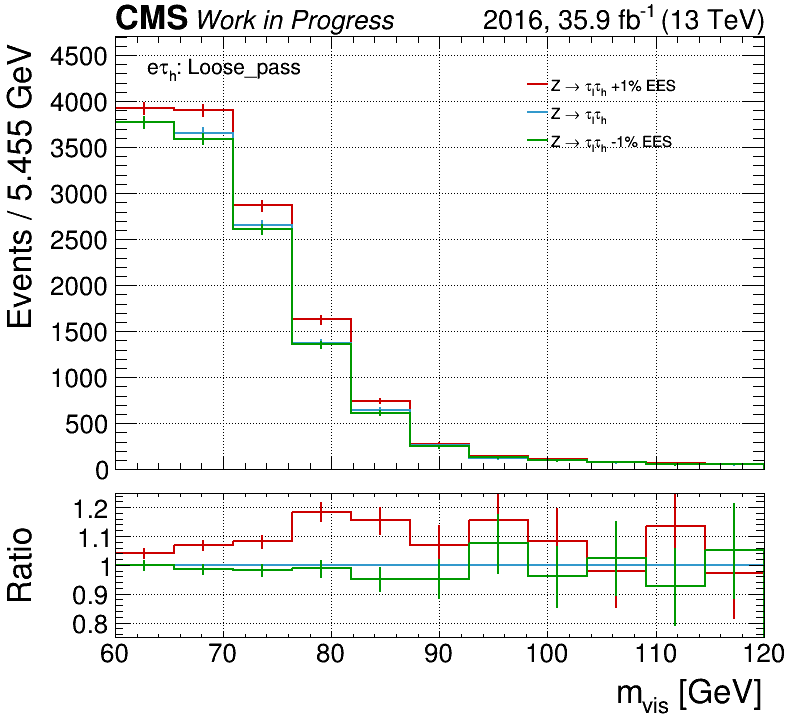 CMS Work in Progress 2016, 35.9 fb⁻¹ (13 TeV)
Events / 5.455 GeV
4500
4000
3500
3000
2500
2000
1500
1000
500
0
eτₕ: Loose_pass
Z → τₗτₕ +1% EES
Z → τₗτₕ
Z → τₗτₕ -1% EES
Ratio
1.2
1.1
1
0.9
0.8
60 70 80 90 100 110 120
m_vis [GeV]